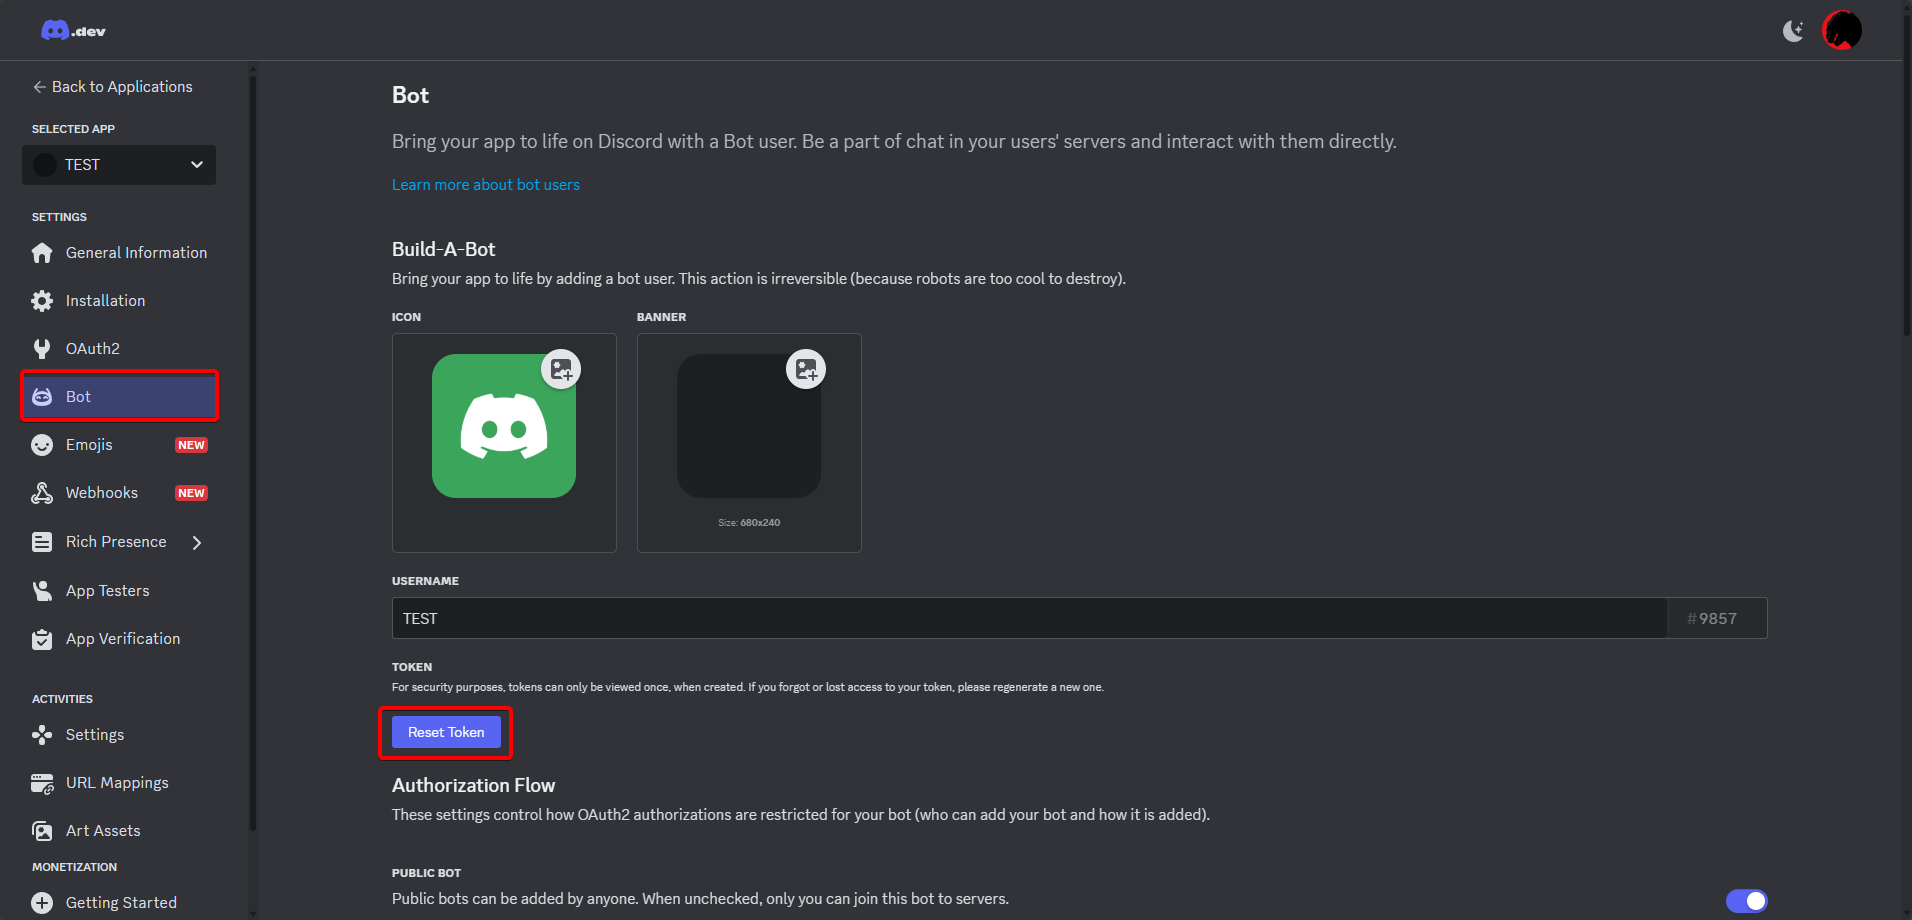 .dev
Back to Applications
SELECTED APP
TEST
SETTINGS
General Information
Installation
OAuth2
Bot
Emojis NEW
Webhooks NEW
Rich Presence
App Testers
App Verification
ACTIVITIES
Settings
URL Mappings
Art Assets
MONETIZATION
Getting Started
Bot
Bring your app to life on Discord with a Bot user. Be a part of chat in your users' servers and interact with them directly.
Learn more about bot users
Build-A-Bot
Bring your app to life by adding a bot user. This action is irreversible (because robots are too cool to destroy).
ICON BANNER
Size: 680x240
USERNAME
TEST #9857
TOKEN
For security purposes, tokens can only be viewed once, when created. If you forgot or lost access to your token, please regenerate a new one.
Reset Token
Authorization Flow
These settings control how OAuth2 authorizations are restricted for your bot (who can add your bot and how it is added).
PUBLIC BOT
Public bots can be added by anyone. When unchecked, only you can join this bot to servers.